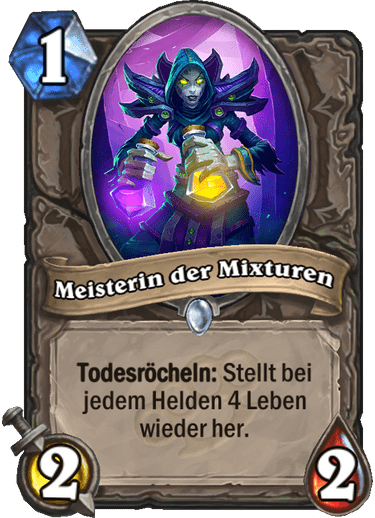 1
Meisterin der Mixturen
Todesröcheln: Stellt bei
jedem Helden 4 Leben
wieder her.
2
2